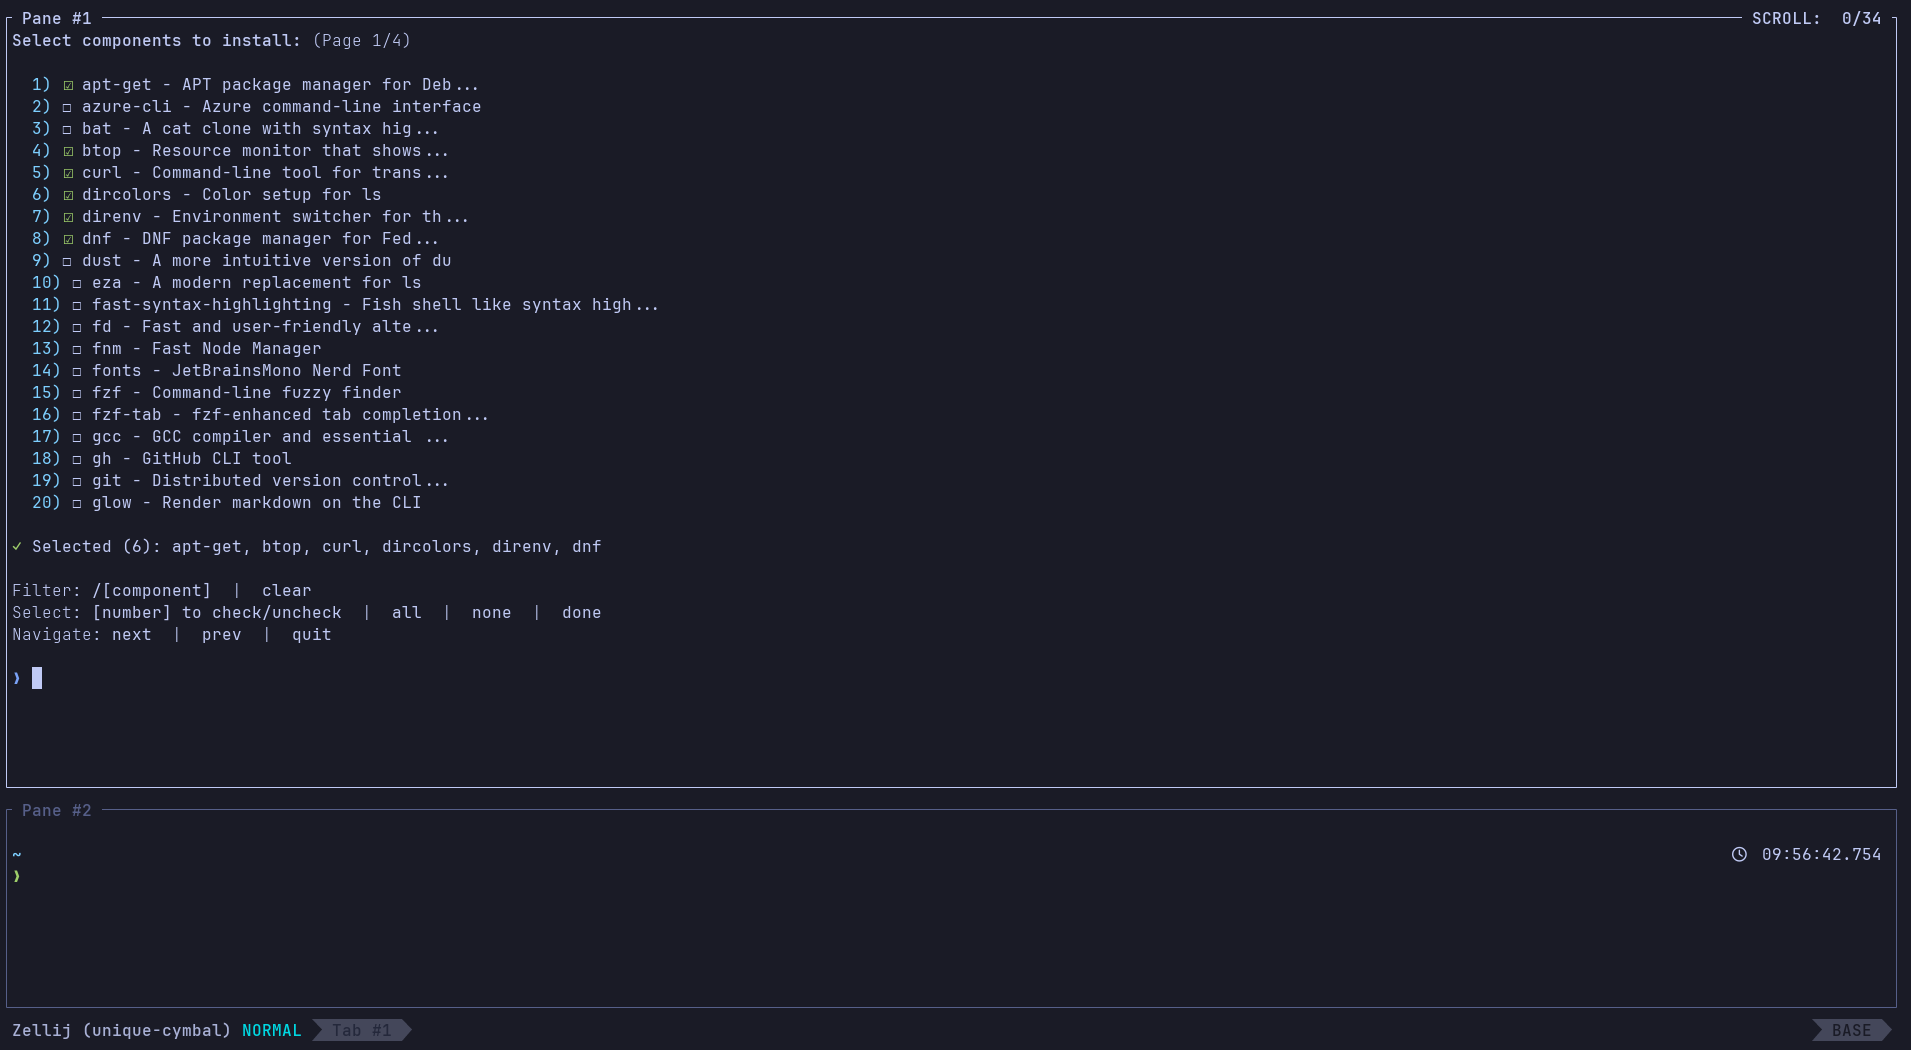 Pane #1 SCROLL: 0/34
Select components to install: (Page 1/4)
1) ☑ apt-get - APT package manager for Deb...
2) ☐ azure-cli - Azure command-line interface
3) ☐ bat - A cat clone with syntax hig...
4) ☑ btop - Resource monitor that shows...
5) ☑ curl - Command-line tool for trans...
6) ☑ dircolors - Color setup for ls
7) ☑ direnv - Environment switcher for th...
8) ☑ dnf - DNF package manager for Fed...
9) ☐ dust - A more intuitive version of du
10) ☐ eza - A modern replacement for ls
11) ☐ fast-syntax-highlighting - Fish shell like syntax high...
12) ☐ fd - Fast and user-friendly alte...
13) ☐ fnm - Fast Node Manager
14) ☐ fonts - JetBrainsMono Nerd Font
15) ☐ fzf - Command-line fuzzy finder
16) ☐ fzf-tab - fzf-enhanced tab completion...
17) ☐ gcc - GCC compiler and essential ...
18) ☐ gh - GitHub CLI tool
19) ☐ git - Distributed version control...
20) ☐ glow - Render markdown on the CLI
✓ Selected (6): apt-get, btop, curl, dircolors, direnv, dnf
Filter: /[component] | clear
Select: [number] to check/uncheck | all | none | done
Navigate: next | prev | quit
❯
Pane #2
~ 09:56:42.754
❯
Zellij (unique-cymbal) NORMAL Tab #1 BASE